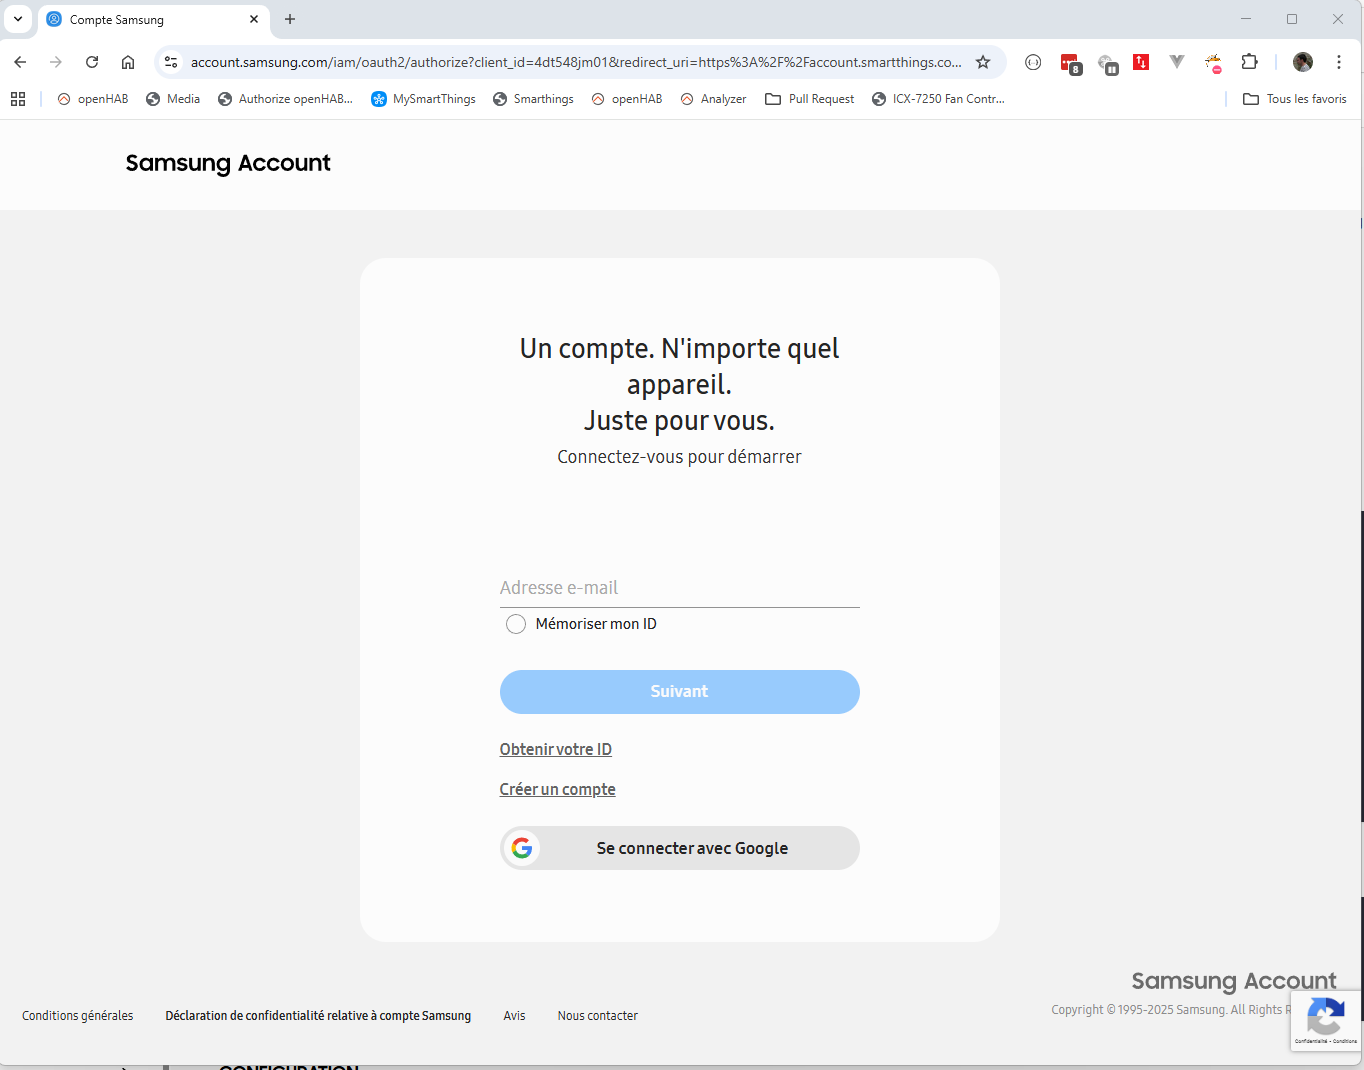 Compte Samsung
account.samsung.com/iam/oauth2/authorize?client_id=4dt548jm01&redirect_uri=https%3A%2F%2Faccount.smartthings.co...
8
openHAB
Media
Authorize openHAB...
MySmartThings
Smarthings
openHAB
Analyzer
Pull Request
ICX-7250 Fan Contr...
Tous les favoris
Samsung Account
Un compte. N'importe quel
appareil.
Juste pour vous.
Connectez-vous pour démarrer
Adresse e-mail
Mémoriser mon ID
Suivant
Obtenir votre ID
Créer un compte
Se connecter avec Google
Samsung Account
Copyright © 1995-2025 Samsung. All Rights
Conditions générales
Déclaration de confidentialité relative à compte Samsung
Avis
Nous contacter
Confidentialité - Conditions
CONFIGURATION